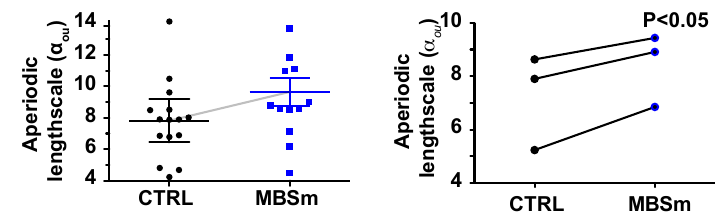 Aperiodic
lengthscale (αou)
14
12
10
8
6
4
CTRL
MBSm
Aperiodic
lengthscale (αou)
10
8
6
4
P<0.05
CTRL
MBSm